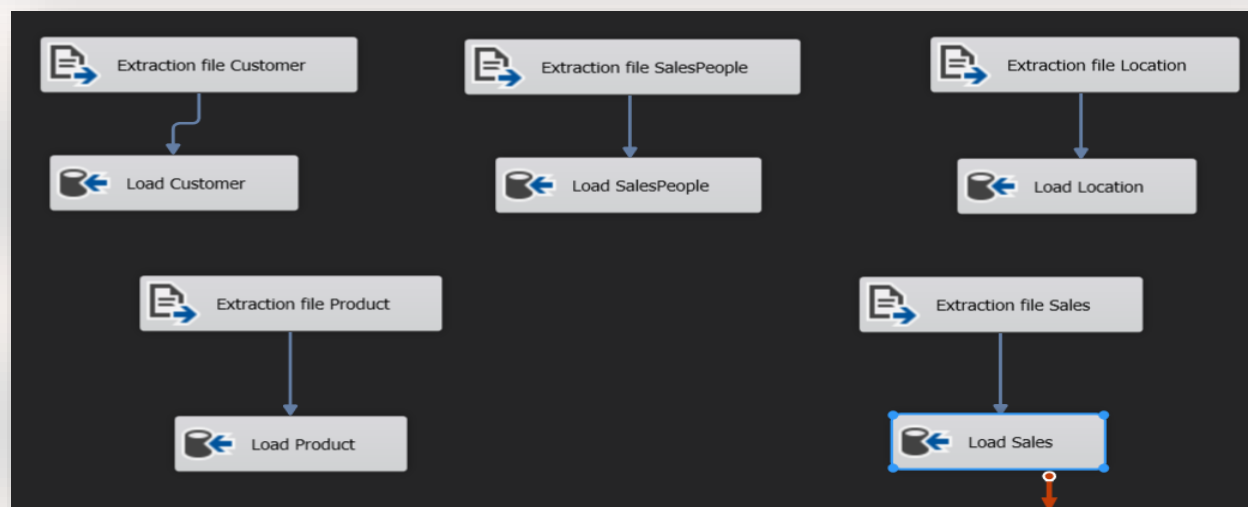 Extraction file Customer
Extraction file SalesPeople
Extraction file Location
Load Customer
Load SalesPeople
Load Location
Extraction file Product
Extraction file Sales
Load Product
Load Sales